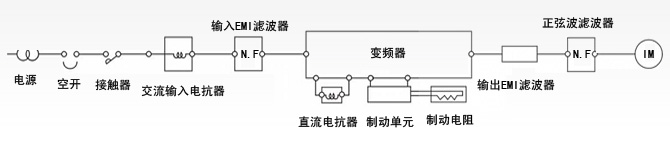 输入EMI滤波器
正弦波滤波器
N.F
变频器
N.F
IM
电源
空开
接触器
交流输入电抗器
输出EMI滤波器
直流电抗器
制动单元
制动电阻